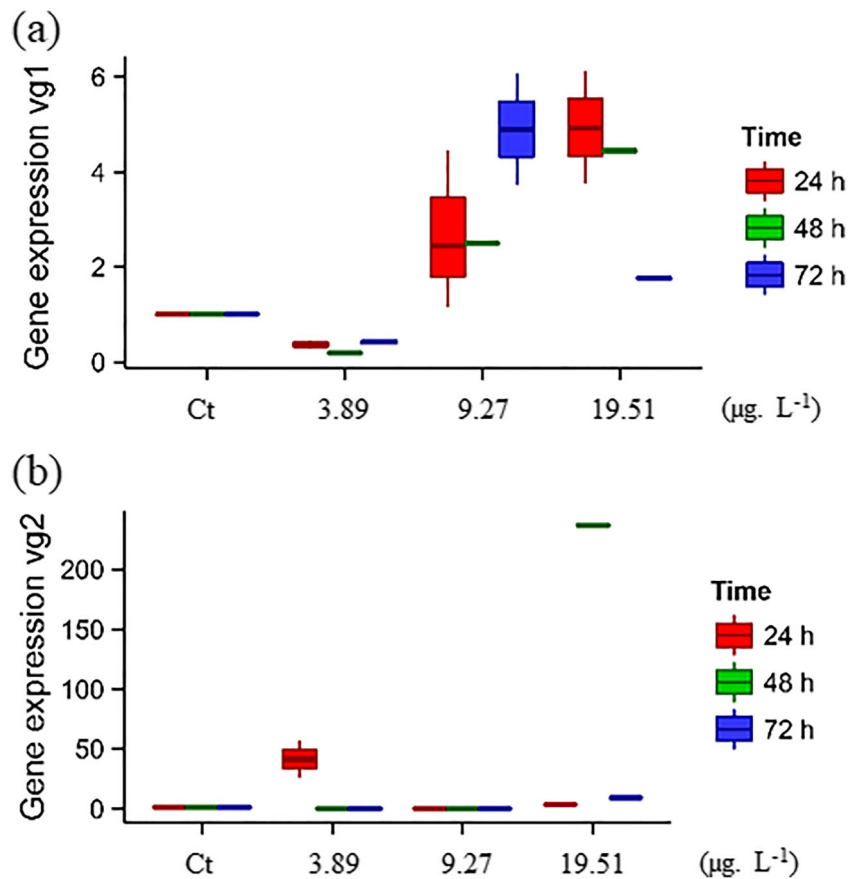 (a)
Gene expression vg1
6
4
2
0
Ct 3.89 9.27 19.51 (µg. L-1)
Time
24 h
48 h
72 h
(b)
Gene expression vg2
200
150
100
50
0
Ct 3.89 9.27 19.51 (µg. L-1)
Time
24 h
48 h
72 h